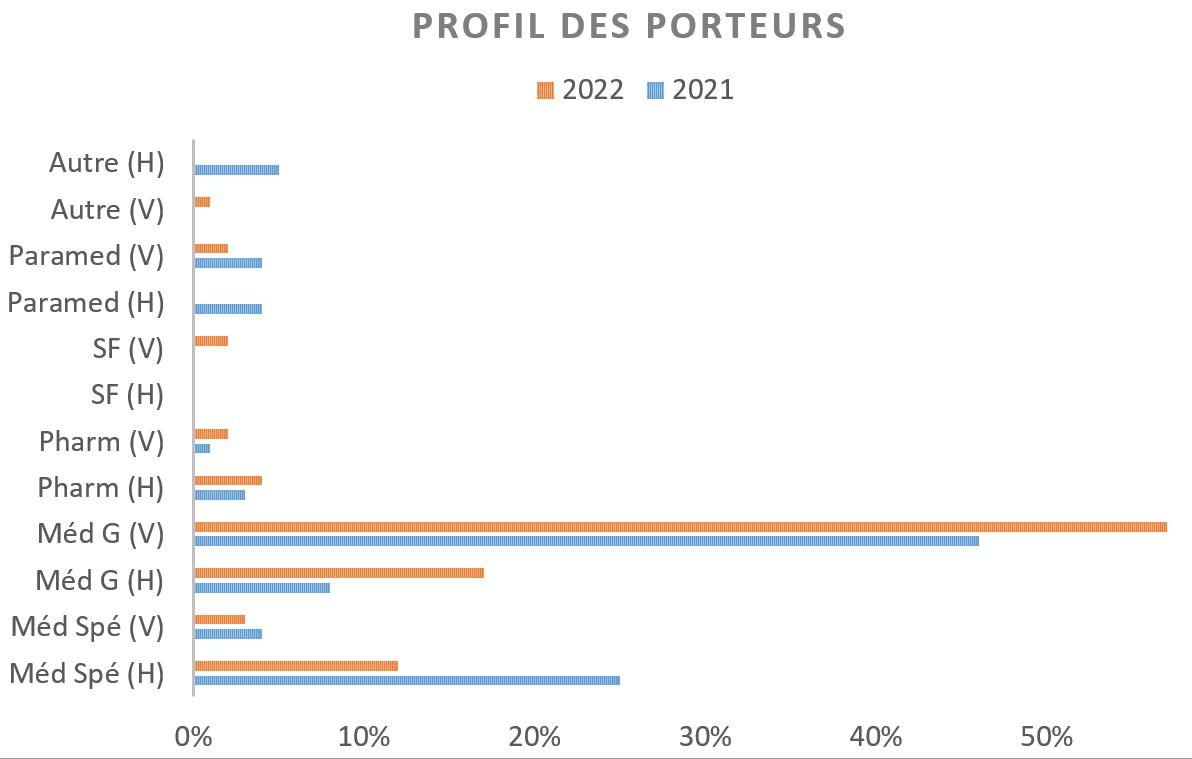 PROFIL DES PORTEURS
2022 2021
Autre (H)
Autre (V)
Paramed (V)
Paramed (H)
SF (V)
SF (H)
Pharm (V)
Pharm (H)
Méd G (V)
Méd G (H)
Méd Spé (V)
Méd Spé (H)
0% 10% 20% 30% 40% 50%